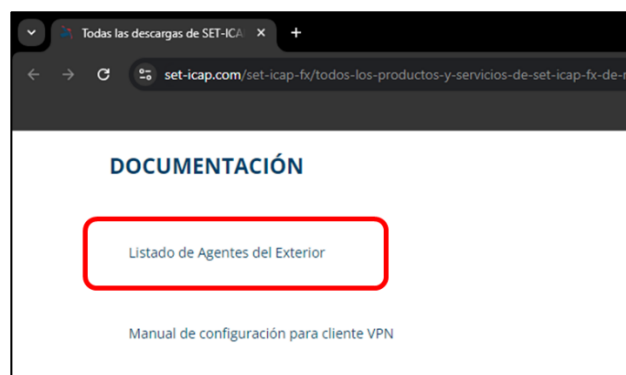 Todas las descargas de SET-ICA
set-icap.com/set-icap-fx/todos-los-productos-y-servicios-de-set-icap-fx-de-
DOCUMENTACIÓN
Listado de Agentes del Exterior
Manual de configuración para cliente VPN